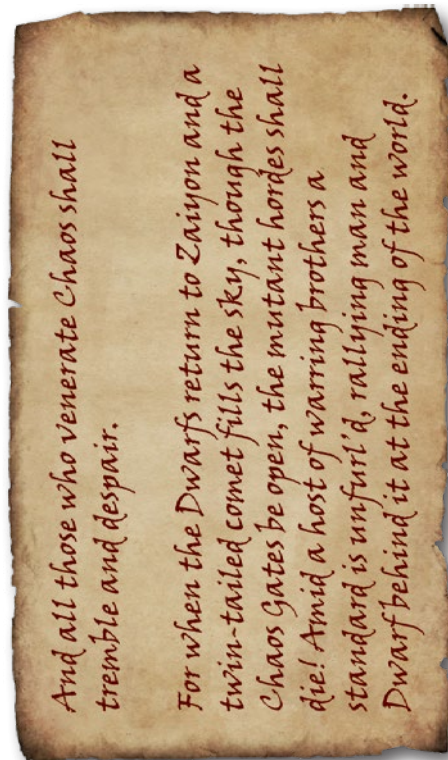 And all those who venerate Chaos shall
tremble and despair.
For when the Dwarfs return to Zaiyon and a
twin-tailed comet fills the sky, though the
Chaos Gates be open, the mutant hordes shall
die! Amid a host of warring brothers a
standard is unfurl'd, rallying man and
Dwarf behind it at the ending of the world.